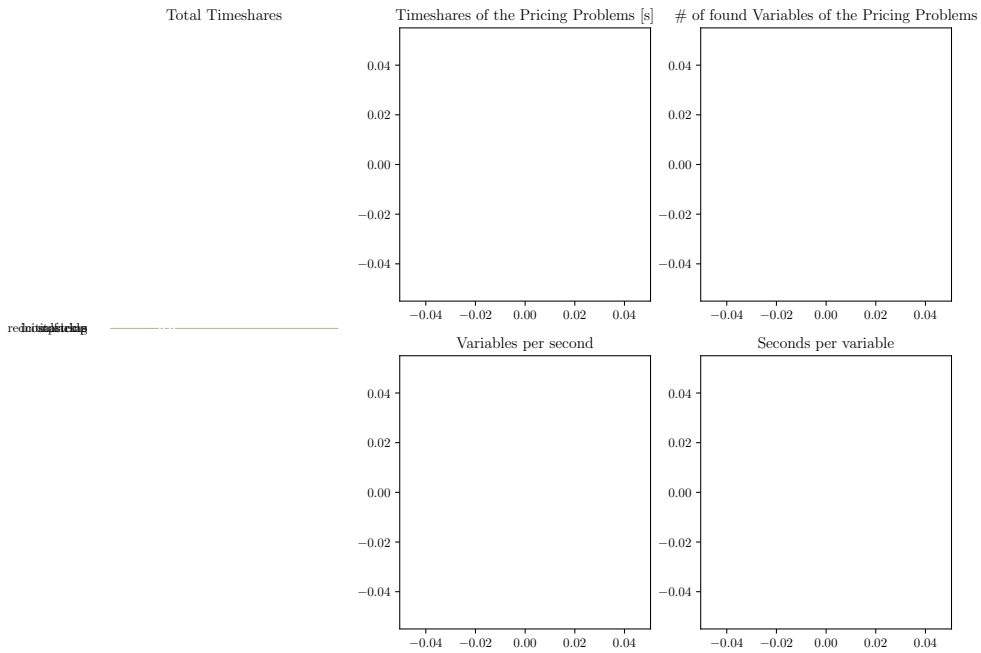 Total Timeshares
Timeshares of the Pricing Problems [s]
0.04
0.02
0.00
−0.02
−0.04
−0.04 −0.02 0.00 0.02 0.04
# of found Variables of the Pricing Problems
0.04
0.02
0.00
−0.02
−0.04
−0.04 −0.02 0.00 0.02 0.04
Variables per second
0.04
0.02
0.00
−0.02
−0.04
−0.04 −0.02 0.00 0.02 0.04
Seconds per variable
0.04
0.02
0.00
−0.02
−0.04
−0.04 −0.02 0.00 0.02 0.04